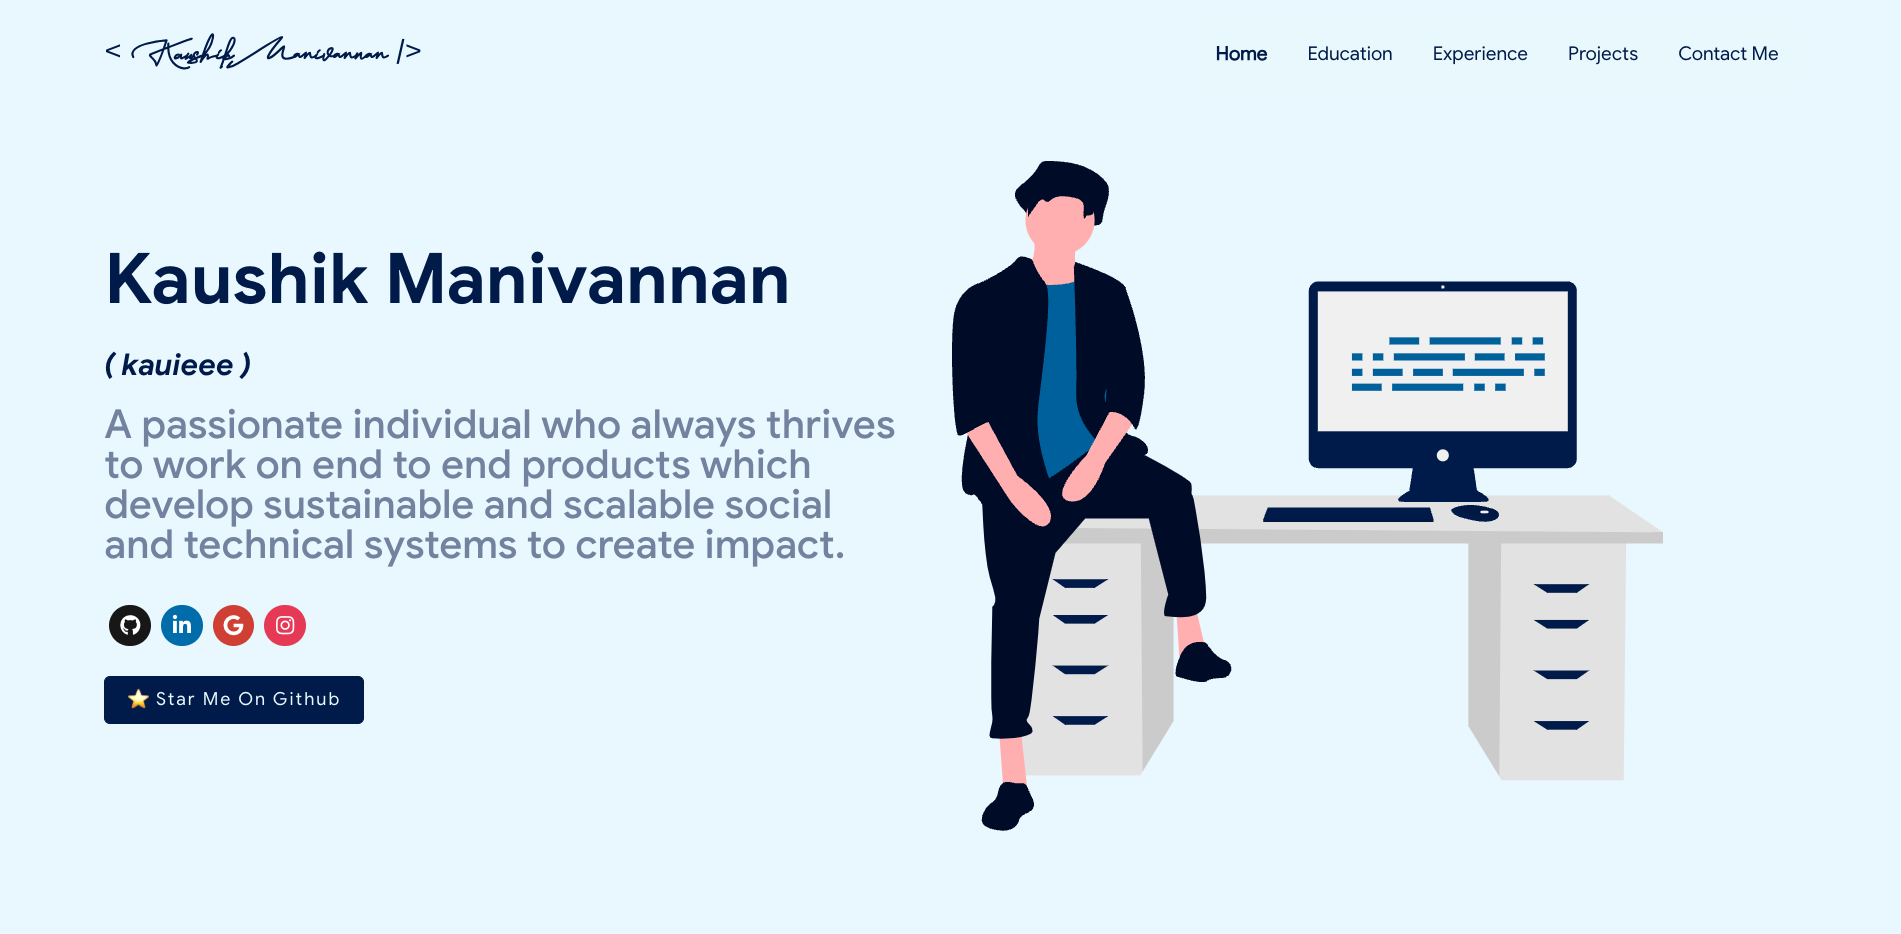 < Kaushik Manivannan />
Home Education Experience Projects Contact Me
Kaushik Manivannan
( kauieee )
A passionate individual who always thrives
to work on end to end products which
develop sustainable and scalable social
and technical systems to create impact.
in G
⭐ Star Me On Github